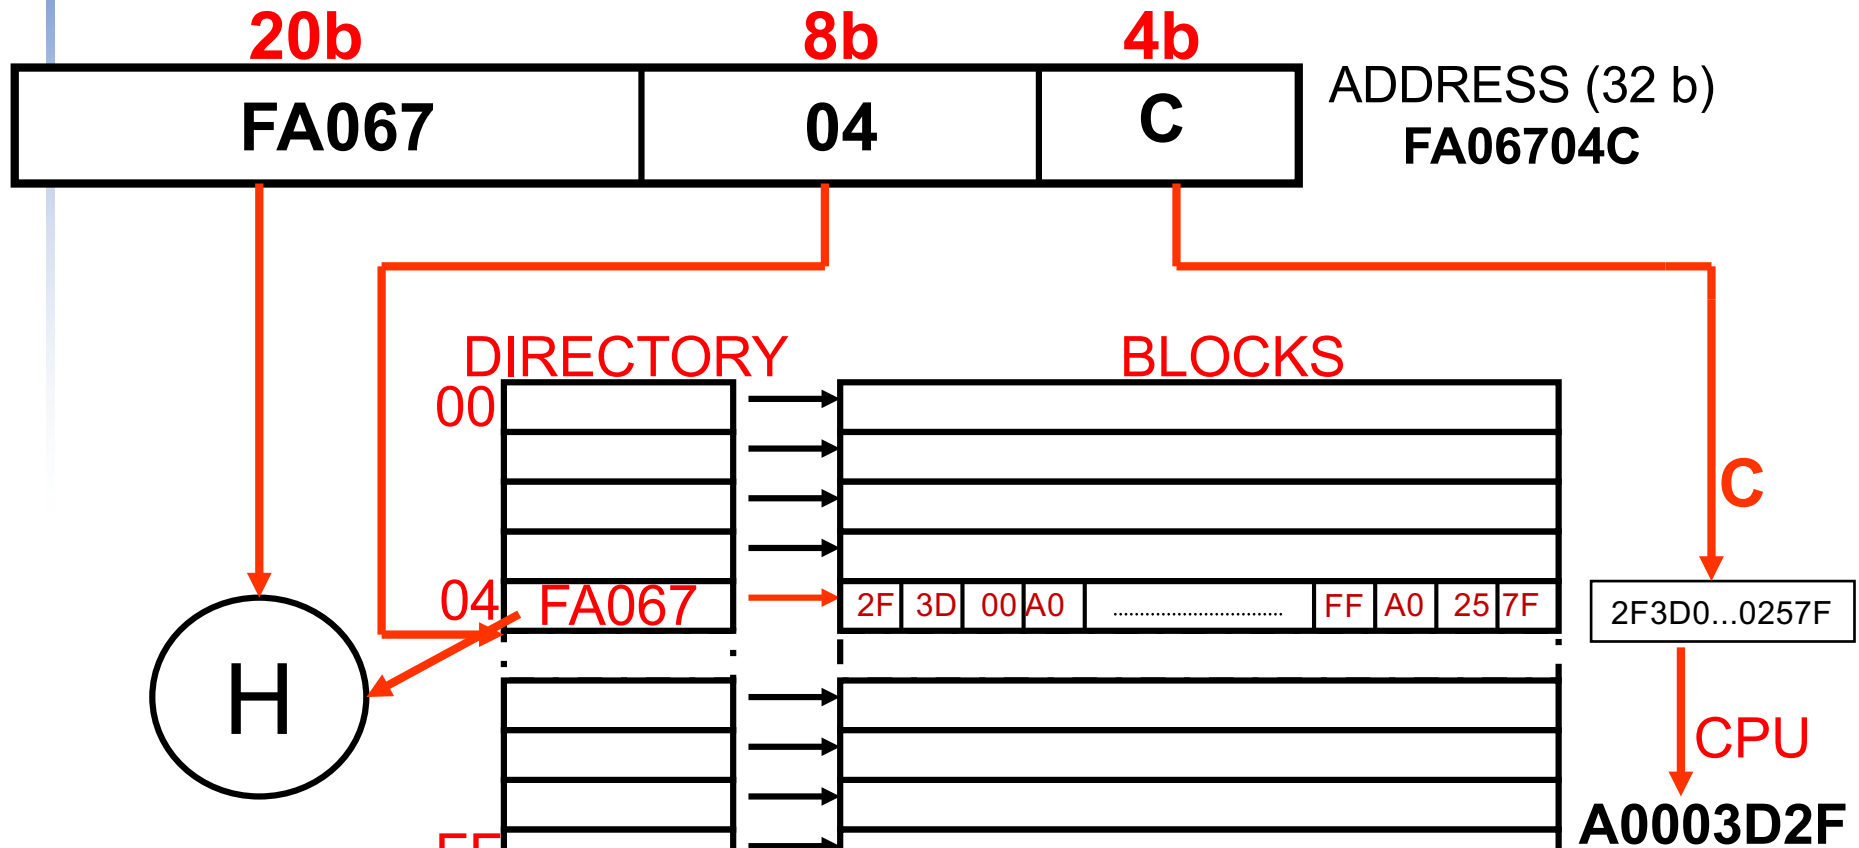 20b 8b 4b
FA067 04 C
ADDRESS (32 b)
FA06704C
DIRECTORY BLOCKS
00
C
04 FA067 2F 3D 00 A0 .............................. FF A0 25 7F
2F3D0...0257F
H
CPU
A0003D2F
FF